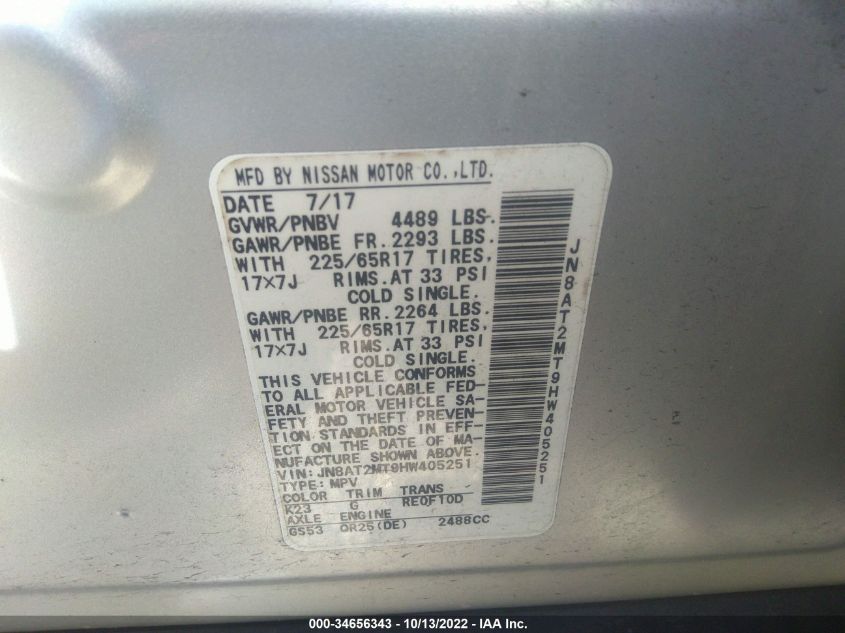 MFD BY NISSAN MOTOR CO.,LTD.
DATE 7/17
GVWR/PNBV 4489 LBS.
GAWR/PNBE FR. 2293 LBS.
WITH 225/65R17 TIRES,
17×7J RIMS. AT 33 PSI
COLD SINGLE.
GAWR/PNBE RR. 2264 LBS.
WITH 225/65R17 TIRES,
17×7J RIMS. AT 33 PSI
COLD SINGLE.
THIS VEHICLE CONFORMS
TO ALL APPLICABLE FED-
ERAL MOTOR VEHICLE SA-
FETY AND THEFT PREVEN-
TION STANDARDS IN EFF-
ECT ON THE DATE OF MA-
NUFACTURE SHOWN ABOVE.
VIN: JN8AT2MT9HW405251
TYPE: MPV
COLOR TRIM TRANS
K23 G RE0F10D
AXLE ENGINE
GS53 QR25(DE) 2488CC
JN8AT2MT9HW405251
000-34656343 - 10/13/2022 - IAA Inc.